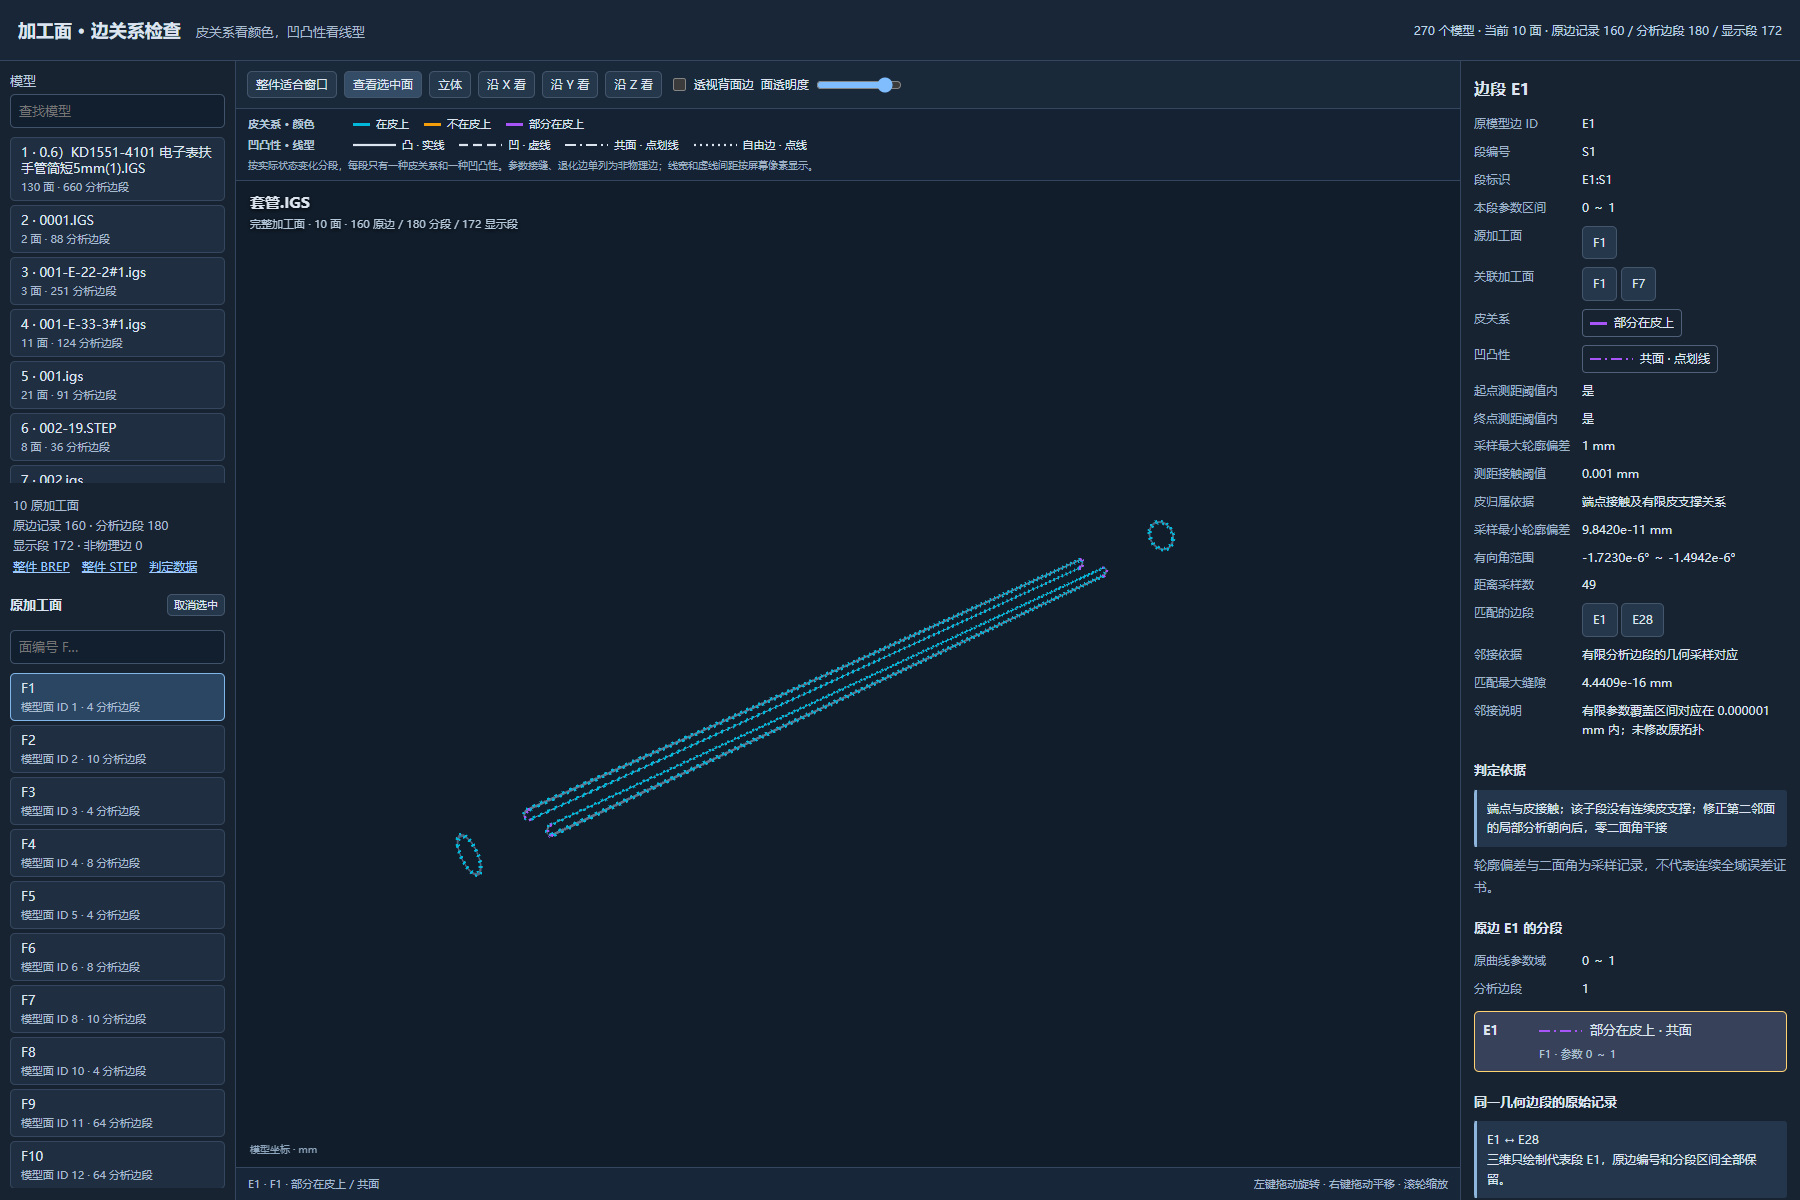 加工面 • 边关系检查
皮关系看颜色，凹凸性看线型
270 个模型 · 当前 10 面 · 原边记录 160 / 分析边段 180 / 显示段 172
模型
查找模型
1 · 0.6）KD1551-4101 电子表扶
手管筒短5mm(1).IGS
130 面 · 660 分析边段
2 · 0001.IGS
2 面 · 88 分析边段
3 · 001-E-22-2#1.igs
3 面 · 251 分析边段
4 · 001-E-33-3#1.igs
11 面 · 124 分析边段
5 · 001.igs
21 面 · 91 分析边段
6 · 002-19.STEP
8 面 · 36 分析边段
7 · 002.igs
10 原加工面
原边记录 160 · 分析边段 180
显示段 172 · 非物理边 0
整件 BREP 整件 STEP 判定数据
原加工面
取消选中
面编号 F...
F1
模型面 ID 1 · 4 分析边段
F2
模型面 ID 2 · 10 分析边段
F3
模型面 ID 3 · 4 分析边段
F4
模型面 ID 4 · 8 分析边段
F5
模型面 ID 5 · 4 分析边段
F6
模型面 ID 6 · 8 分析边段
F7
模型面 ID 8 · 10 分析边段
F8
模型面 ID 10 · 4 分析边段
F9
模型面 ID 11 · 64 分析边段
F10
模型面 ID 12 · 64 分析边段
整件适合窗口 查看选中面 立体 沿 X 看 沿 Y 看 沿 Z 看 透视背面边 面透明度
皮关系 • 颜色 在皮上 不在皮上 部分在皮上
凹凸性 • 线型 凸 · 实线 凹 · 虚线 共面 · 点划线 自由边 · 点线
按实际状态变化分段，每段只有一种皮关系和一种凹凸性。参数接缝、退化边单列为非物理边；线宽和虚线间距按屏幕像素显示。
套管.IGS
完整加工面 · 10 面 · 160 原边 / 180 分段 / 172 显示段
模型坐标 · mm
E1 · F1 · 部分在皮上 / 共面
左键拖动旋转 · 右键拖动平移 · 滚轮缩放
边段 E1
原模型边 ID E1
段编号 S1
段标识 E1:S1
本段参数区间 0 ~ 1
源加工面 F1
关联加工面 F1 F7
皮关系 部分在皮上
凹凸性 共面 · 点划线
起点测距阈值内 是
终点测距阈值内 是
采样最大轮廓偏差 1 mm
测距接触阈值 0.001 mm
皮归属依据 端点接触及有限皮支撑关系
采样最小轮廓偏差 9.8420e-11 mm
有向角范围 -1.7230e-6° ~ -1.4942e-6°
距离采样数 49
匹配的边段 E1 E28
邻接依据 有限分析边段的几何采样对应
匹配最大缝隙 4.4409e-16 mm
邻接说明 有限参数覆盖区间对应在 0.000001
mm 内；未修改原拓扑
判定依据
端点与皮接触；该子段没有连续皮支撑；修正第二邻面
的局部分析朝向后，零二面角平接
轮廓偏差与二面角为采样记录，不代表连续全域误差证
书。
原边 E1 的分段
原曲线参数域 0 ~ 1
分析边段 1
E1 部分在皮上 · 共面
F1 · 参数 0 ~ 1
同一几何边段的原始记录
E1 ↔ E28
三维只绘制代表段 E1，原边编号和分段区间全部保
留。